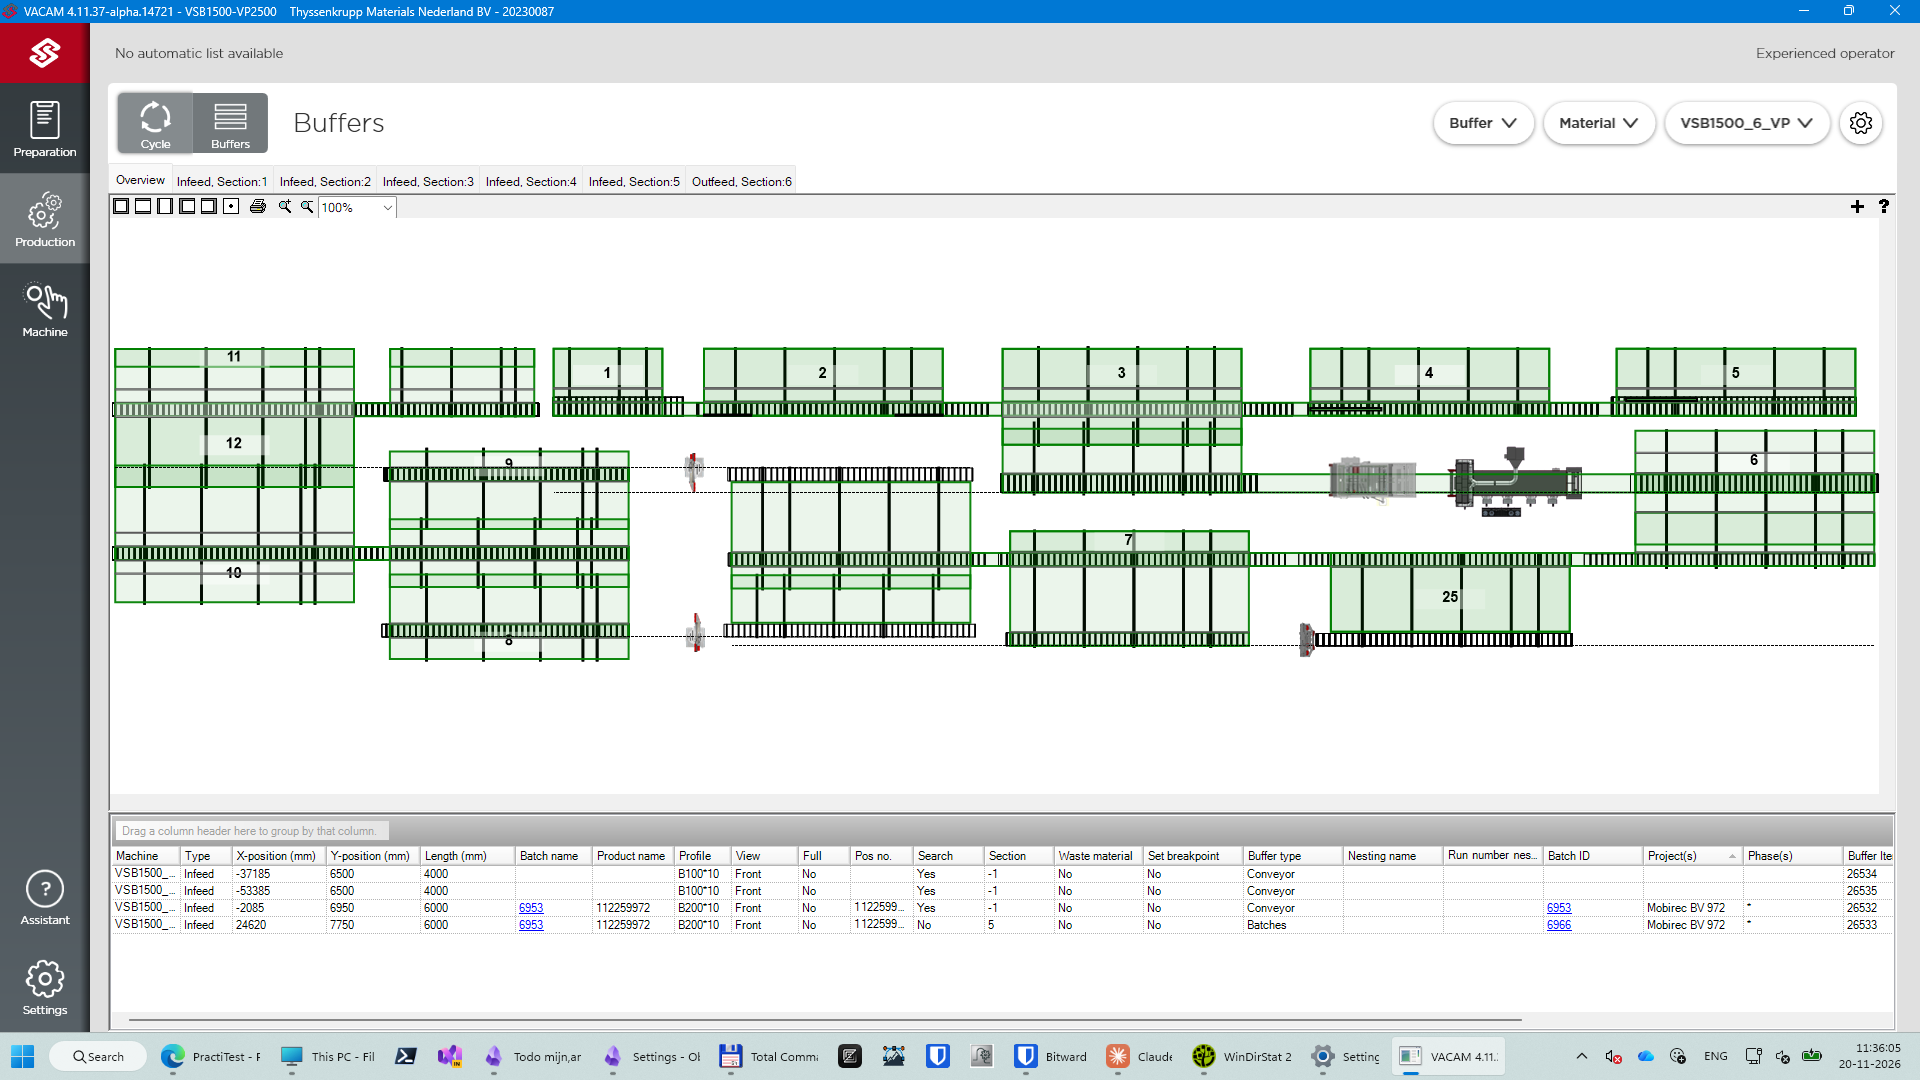 VACAM 4.11.37-alpha.14721 - VSB1500-VP2500 Thyssenkrupp Materials Nederland BV - 20230087
No automatic list available
Experienced operator
Preparation
Production
Machine
Assistant
Settings
Cycle
Buffers
Buffers
Buffer
Material
VSB1500_6_VP
Overview Infeed, Section:1 Infeed, Section:2 Infeed, Section:3 Infeed, Section:4 Infeed, Section:5 Outfeed, Section:6
100%
+ ?
11
1
2
3
4
5
12
9
6
7
10
25
8
Drag a column header here to group by that column.
Machine Type X-position (mm) Y-position (mm) Length (mm) Batch name Product name Profile View Full Pos no. Search Section Waste material Set breakpoint Buffer type Nesting name Run number nes... Batch ID Project(s) Phase(s) Buffer Ite
VSB1500_... Infeed -37185 6500 4000 B100*10 Front No Yes -1 No No Conveyor 26534
VSB1500_... Infeed -53385 6500 4000 B100*10 Front No Yes -1 No No Conveyor 26535
VSB1500_... Infeed -2085 6950 6000 6953 112259972 B200*10 Front No 1122599... Yes -1 No No Conveyor 6953 Mobirec BV 972 * 26532
VSB1500_... Infeed 24620 7750 6000 6953 112259972 B200*10 Front No 1122599... No 5 No No Batches 6966 Mobirec BV 972 * 26533
Search
PractiTest - F
This PC - Fil
Todo mijn,ar
Settings - Ol
Total Comma
Bitward
Claude
WinDirStat 2
Setting
VACAM 4.11.
ENG
11:36:05
20-11-2026